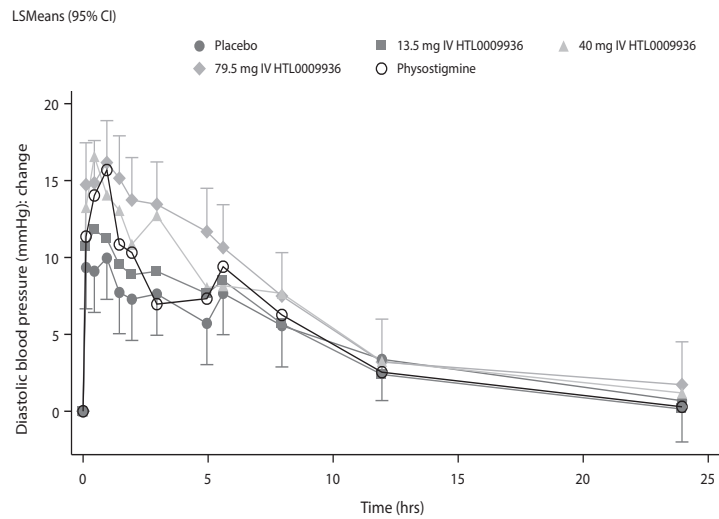 LSMeans (95% CI)
Placebo
13.5 mg IV HTL0009936
40 mg IV HTL0009936
79.5 mg IV HTL0009936
Physostigmine
Diastolic blood pressure (mmHg): change
20
15
10
5
0
0
5
10
15
20
25
Time (hrs)